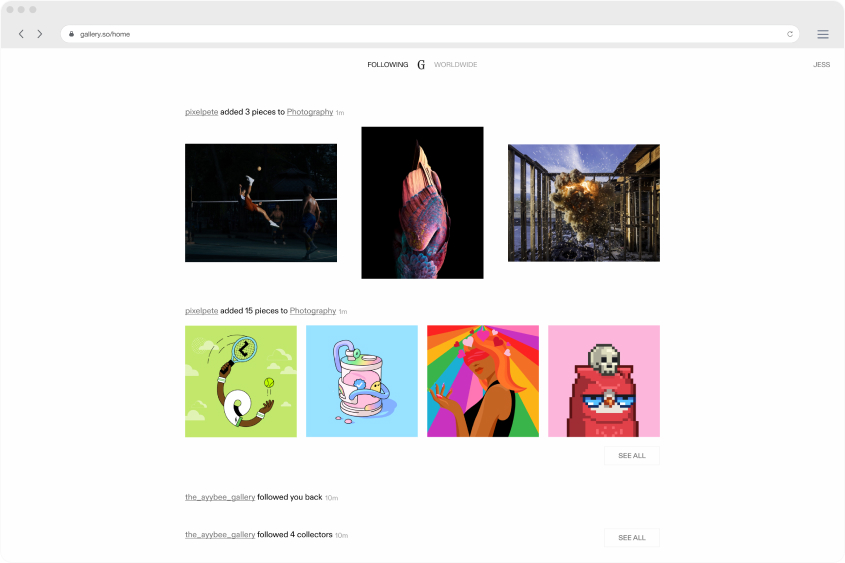 gallery.so/home
FOLLOWING G WORLDWIDE
JESS
pixelpete added 3 pieces to Photography 1m
pixelpete added 15 pieces to Photography 1m
SEE ALL
the_ayybee_gallery followed you back 10m
the_ayybee_gallery followed 4 collectors 10m
SEE ALL